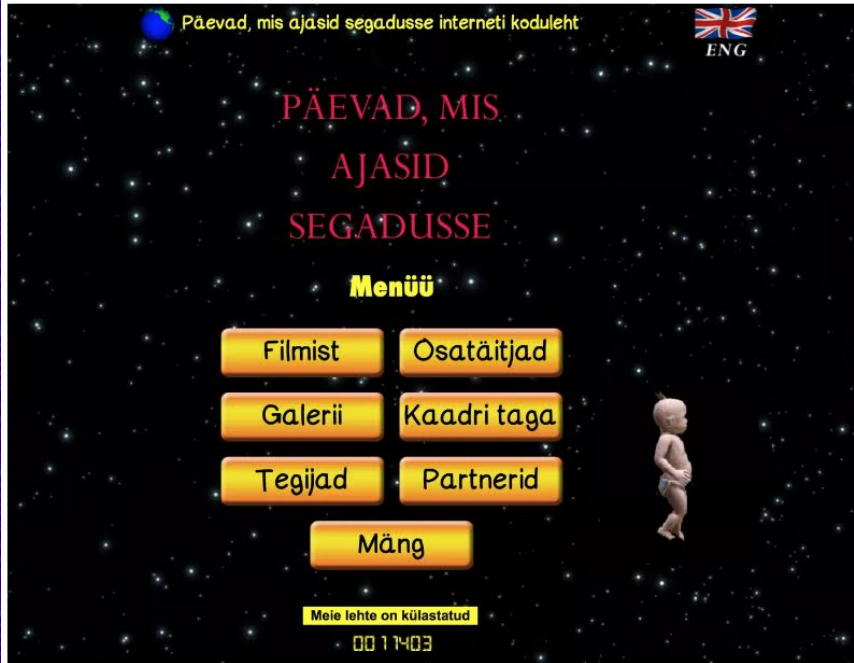 Päevad, mis ajasid segadusse interneti koduleht
ENG
PÄEVAD, MIS
AJASID
SEGADUSSE
Menüü
Filmist
Osatäitjad
Galerii
Kaadri taga
Tegijad
Partnerid
Mäng
Meie lehte on külastatud
0011403